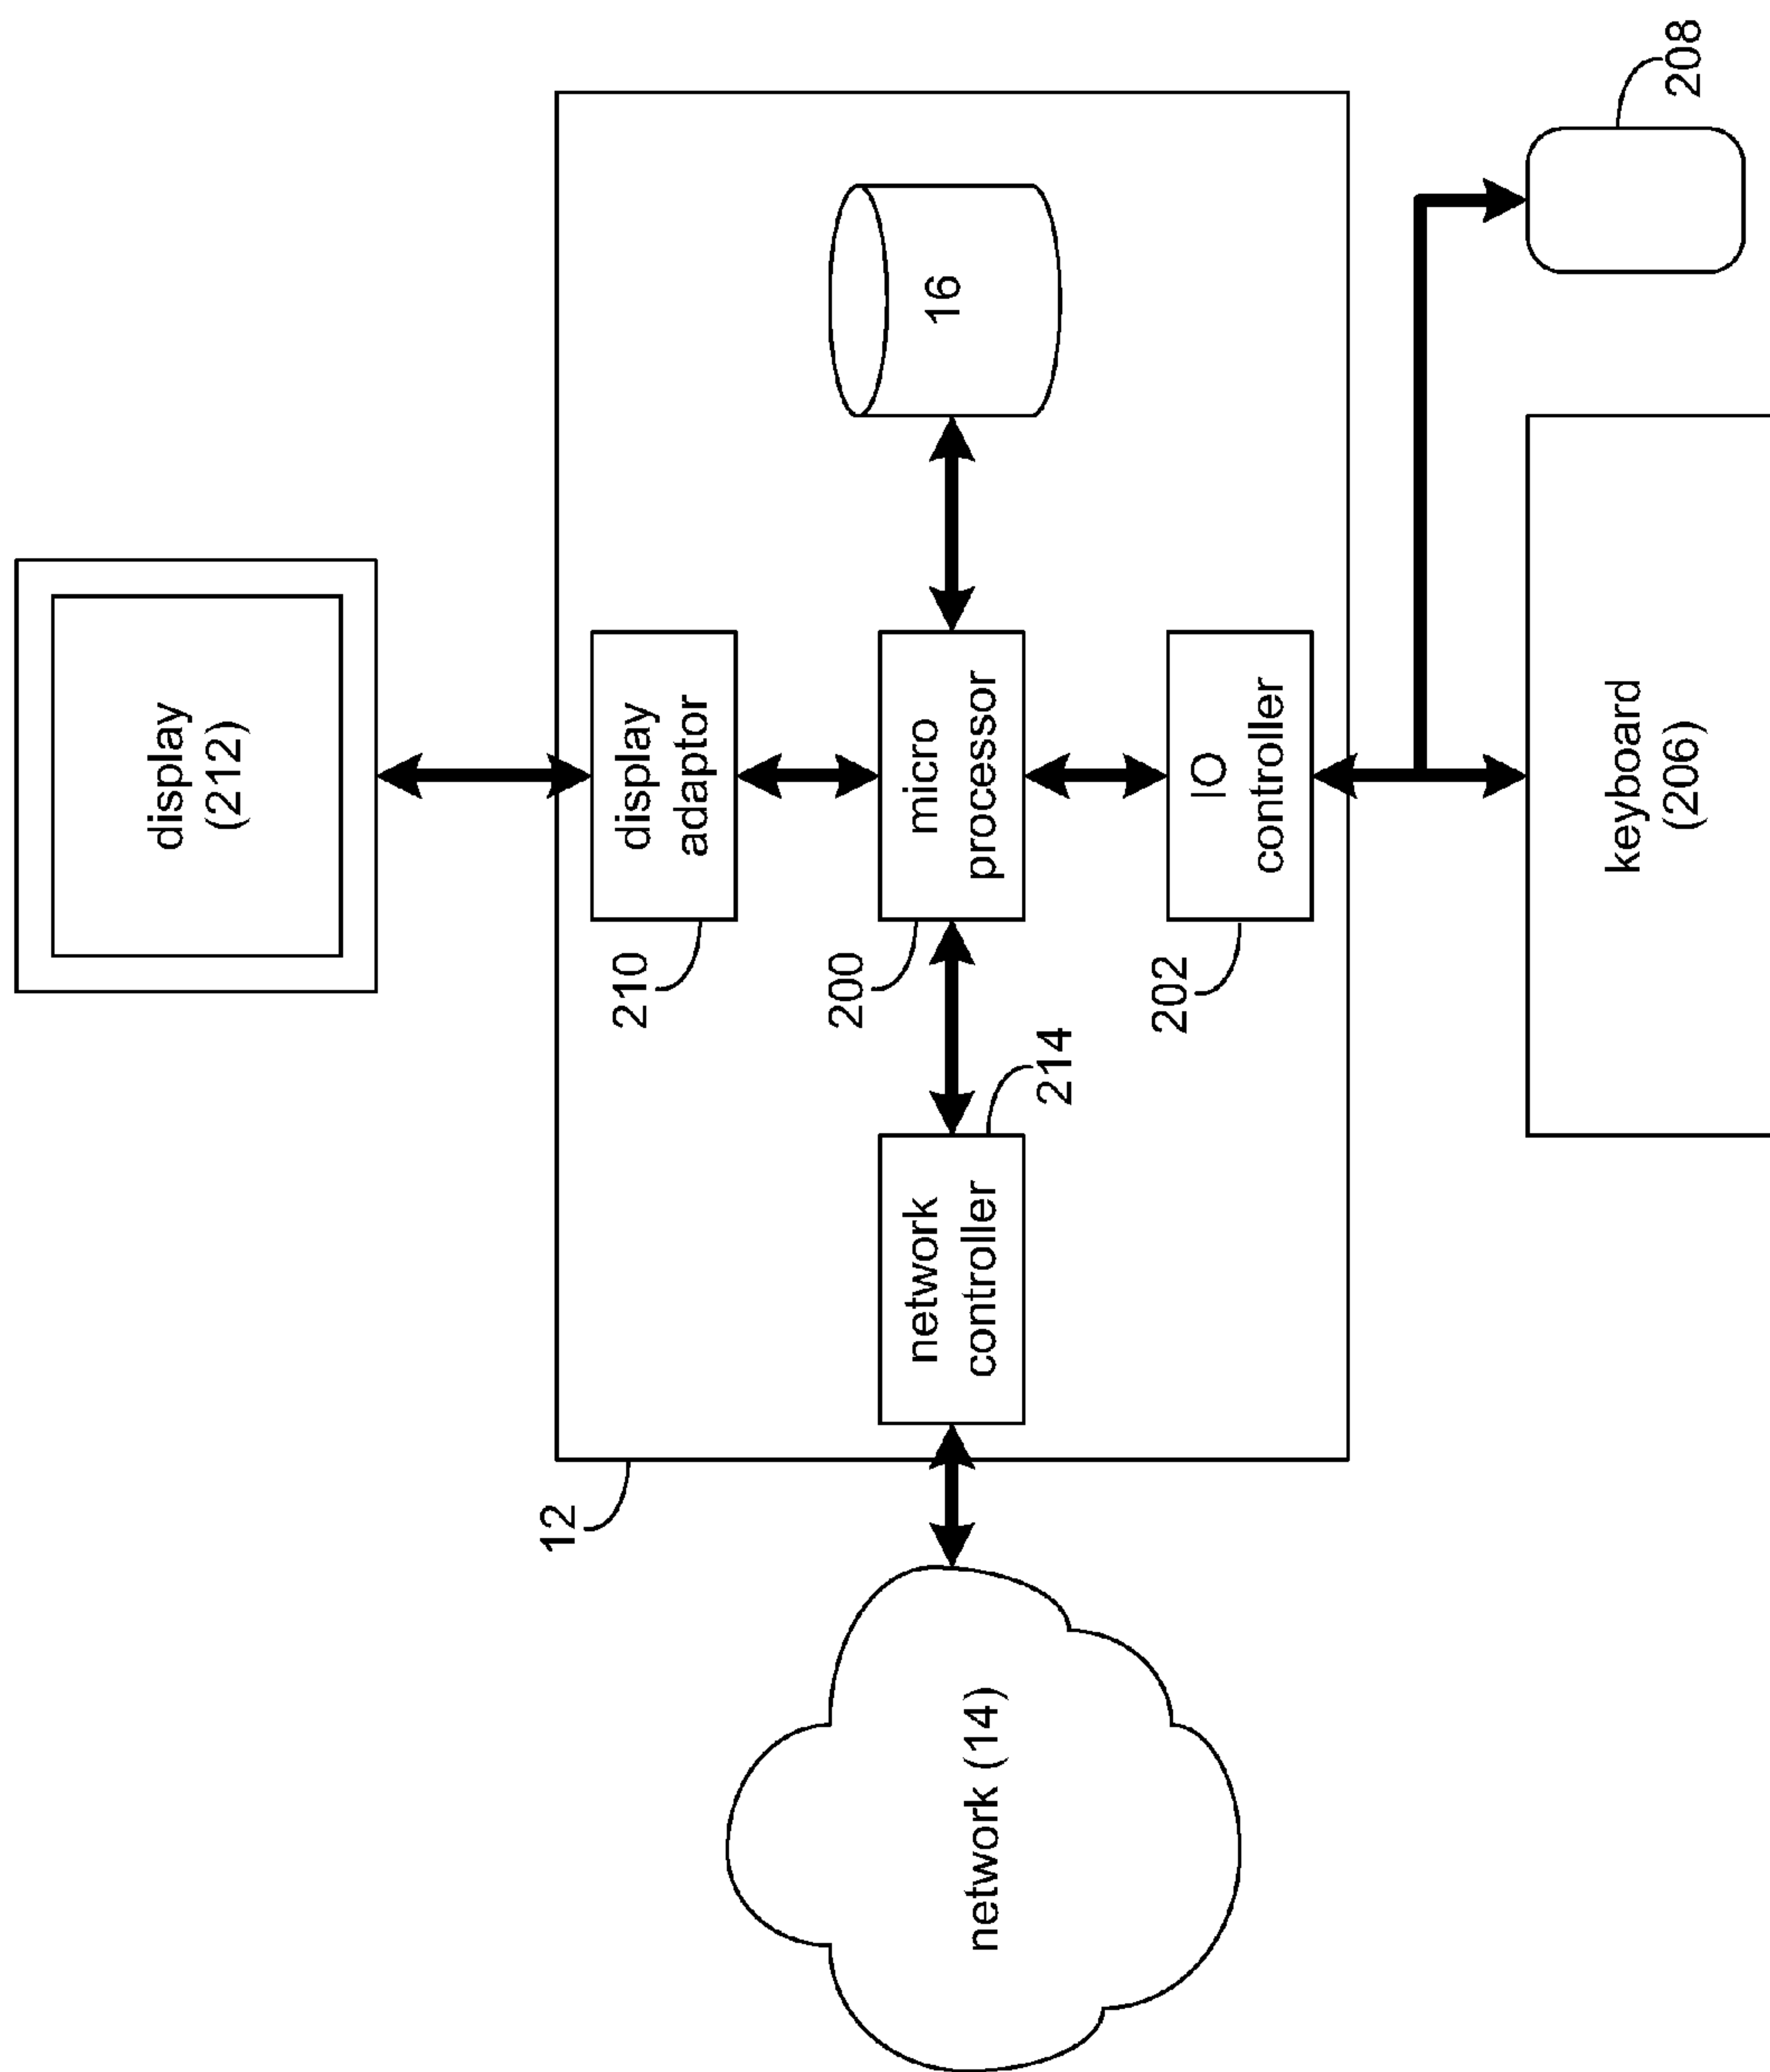 display
(212)
210
display
adaptor
12
network (14)
network
controller
214
200
micro
processor
16
202
IO
controller
keyboard
(206)
208